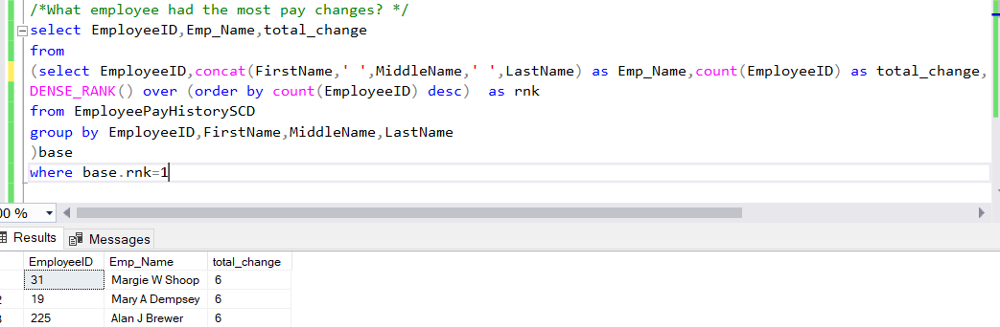 /*What employee had the most pay changes? */
select EmployeeID,Emp_Name,total_change
from
(select EmployeeID,concat(FirstName,' ',MiddleName,' ',LastName) as Emp_Name,count(EmployeeID) as total_change,
DENSE_RANK() over (order by count(EmployeeID) desc)  as rnk
from EmployeePayHistorySCD
group by EmployeeID,FirstName,MiddleName,LastName
)base
where base.rnk=1
00 %
Results Messages
EmployeeID Emp_Name total_change
31 Margie W Shoop 6
2 19 Mary A Dempsey 6
3 225 Alan J Brewer 6